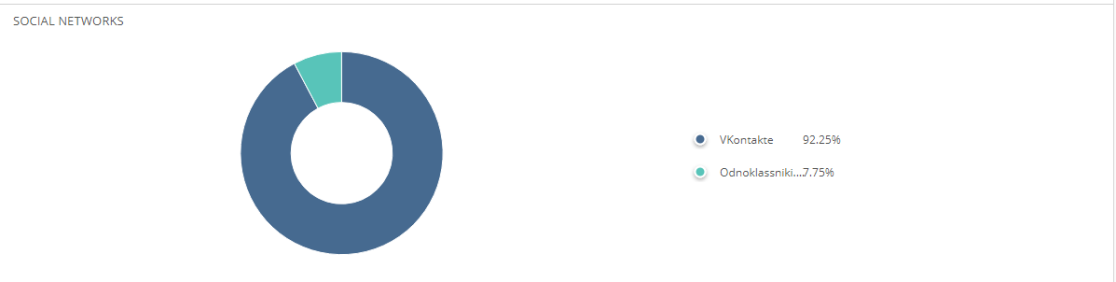 SOCIAL NETWORKS
VKontakte 92.25%
Odnoklassniki...7.75%